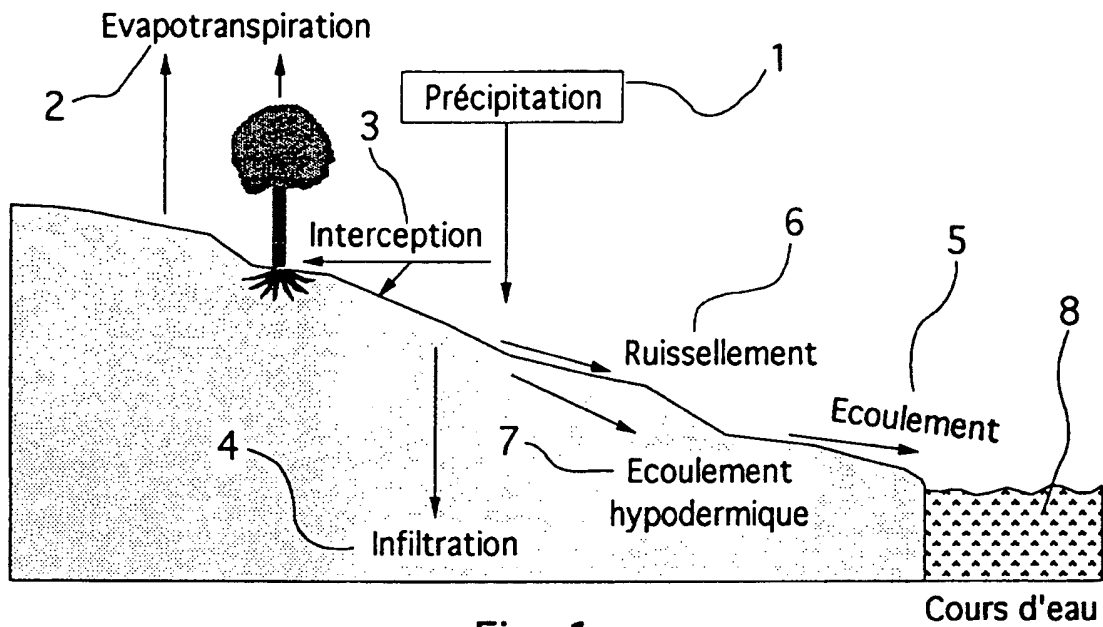 Evapotranspiration
1
2
Précipitation
3
Interception
6
5
8
Ruissellement
Ecoulement
4
7
Ecoulement
hypodermique
Infiltration
Cours d'eau